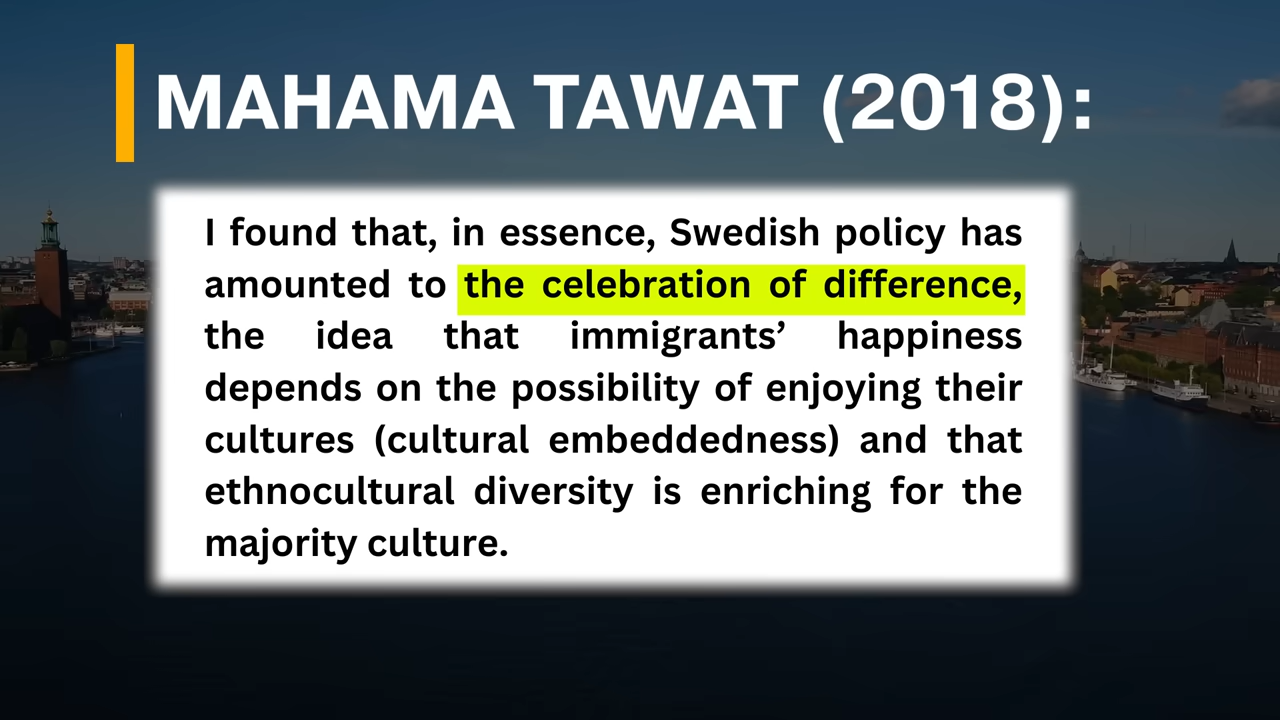 MAHAMA TAWAT (2018):
I found that, in essence, Swedish policy has
amounted to the celebration of difference,
the idea that immigrants’ happiness
depends on the possibility of enjoying their
cultures (cultural embeddedness) and that
ethnocultural diversity is enriching for the
majority culture.